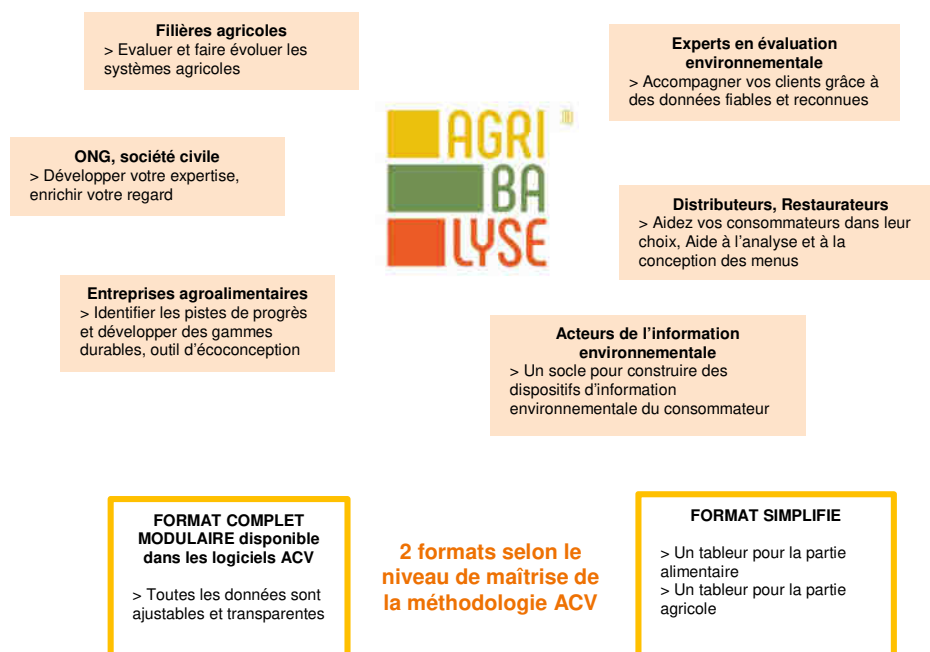 Filières agricoles
> Evaluer et faire évoluer les
systèmes agricoles
Experts en évaluation
environnementale
> Accompagner vos clients grâce à
des données fiables et reconnues
AGRI
BA
LYSE
ONG, société civile
> Développer votre expertise,
enrichir votre regard
Distributeurs, Restaurateurs
> Aidez vos consommateurs dans leur
choix, Aide à l’analyse et à la
conception des menus
Entreprises agroalimentaires
> Identifier les pistes de progrès
et développer des gammes
durables, outil d’écoconception
Acteurs de l’information
environnementale
> Un socle pour construire des
dispositifs d’information
environnementale du consommateur
FORMAT COMPLET
MODULAIRE disponible
dans les logiciels ACV
> Toutes les données sont
ajustables et transparentes
2 formats selon le
niveau de maîtrise de
la méthodologie ACV
FORMAT SIMPLIFIE
> Un tableur pour la partie
alimentaire
> Un tableur pour la partie
agricole